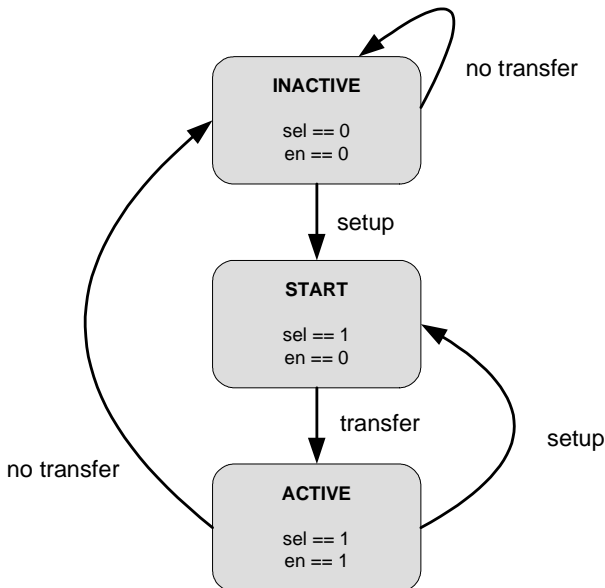 INACTIVE
sel == 0
en == 0
no transfer
setup
START
sel == 1
en == 0
transfer
setup
no transfer
ACTIVE
sel == 1
en == 1